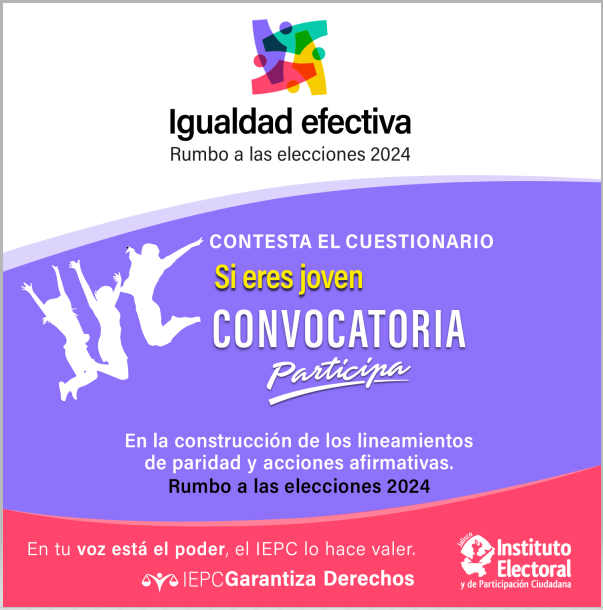 Igualdad efectiva
Rumbo a las elecciones 2024
CONTESTA EL CUESTIONARIO
Si eres joven
CONVOCATORIA
Participa
En la construcción de los lineamientos
de paridad y acciones afirmativas.
Rumbo a las elecciones 2024
En tu voz está el poder, el IEPC lo hace valer.
IEPCGarantiza Derechos
Jalisco
Instituto
Electoral
y de Participación Ciudadana